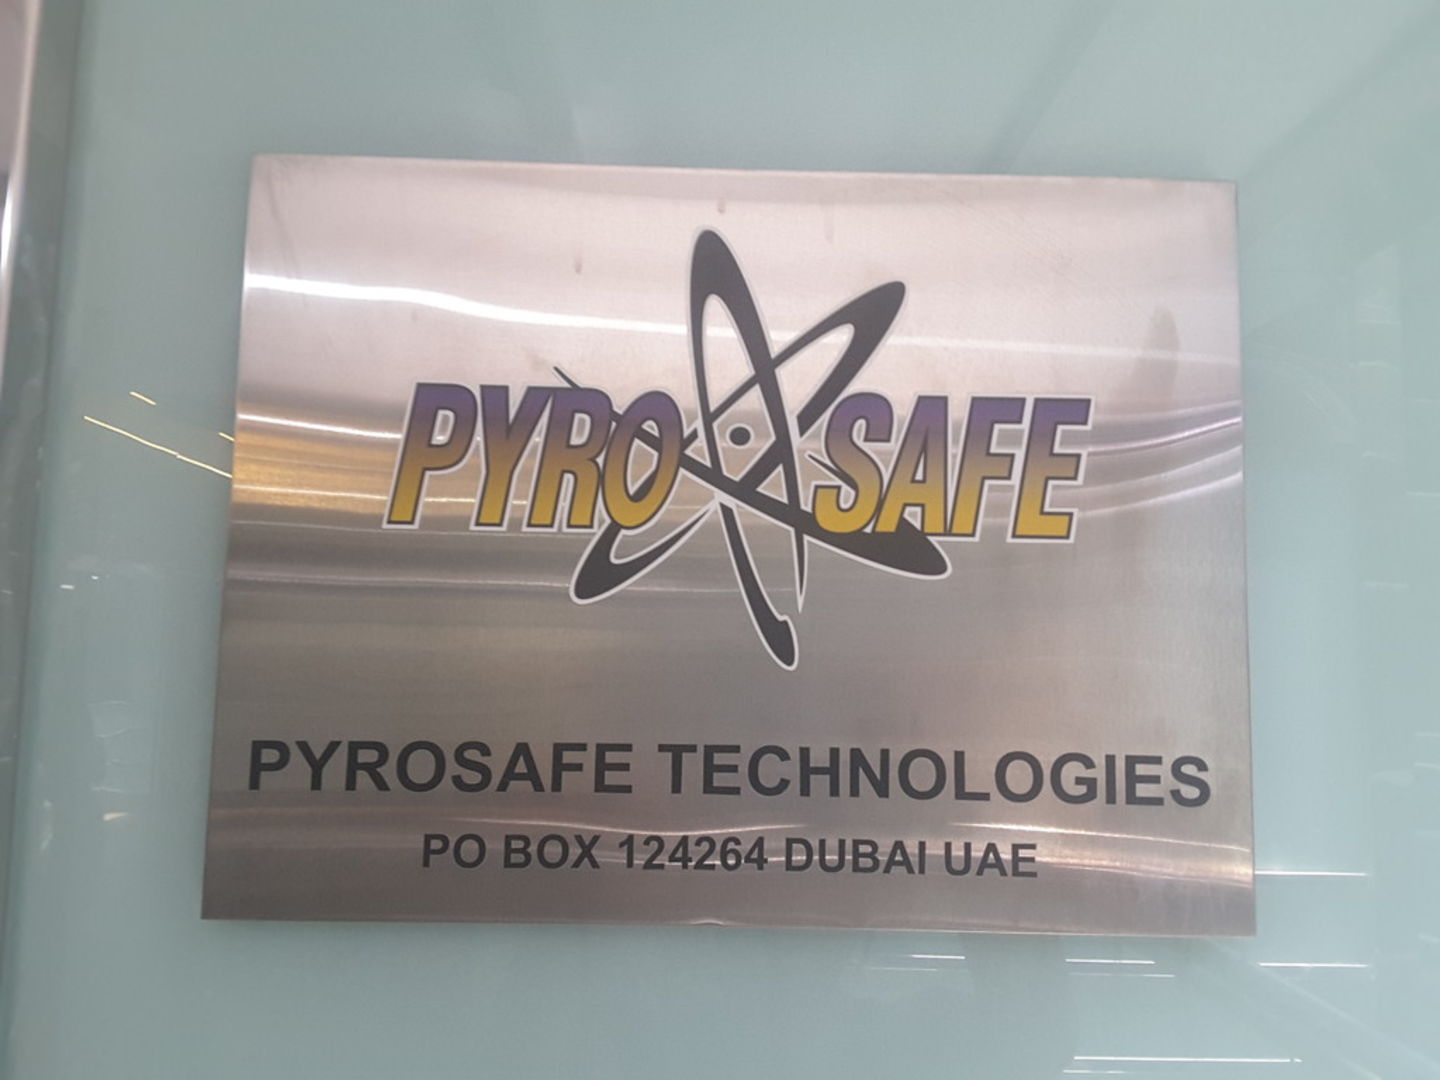 PYRO SAFE
PYROSAFE TECHNOLOGIES
PO BOX 124264 DUBAI UAE